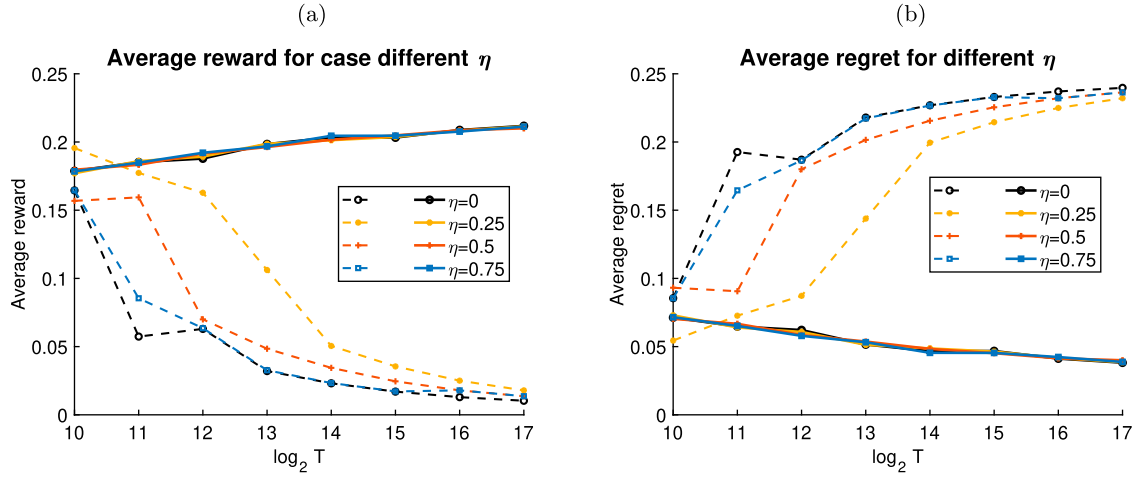 (a)
Average reward for case different η
Average reward
0.25
0.2
0.15
0.1
0.05
0
10 11 12 13 14 15 16 17
log2 T
η=0
η=0.25
η=0.5
η=0.75
(b)
Average regret for different η
Average regret
0.25
0.2
0.15
0.1
0.05
0
10 11 12 13 14 15 16 17
log2 T
η=0
η=0.25
η=0.5
η=0.75